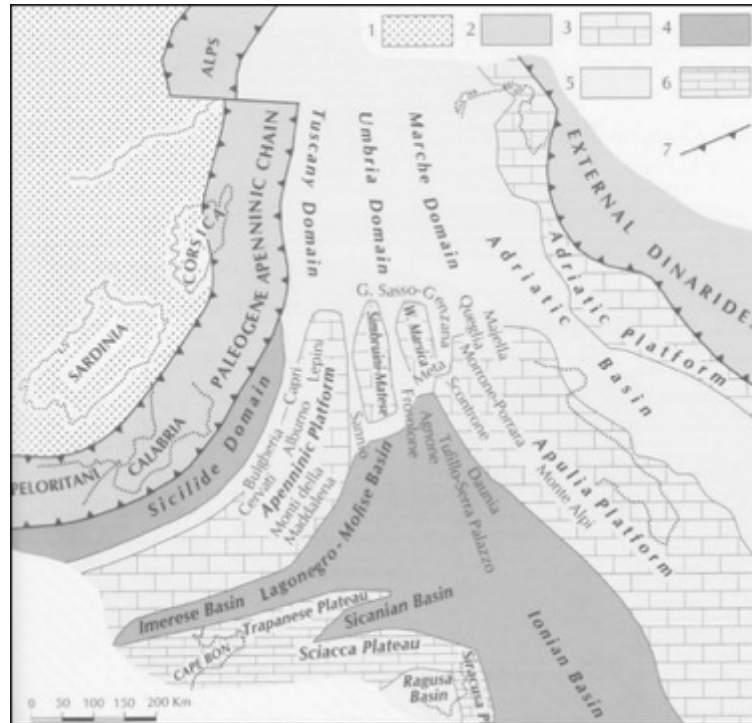 1
2
3
4
5
6
7
ALPS
CORSICA
SARDINIA
PALEOGENE APENNINIC CHAIN
CALABRIA
PELORITANI
Sicilide Domain
Tuscany Domain
Umbria Domain
Marche Domain
EXTERNAL DINARIDE
Adriatic Platform
Adriatic Basin
G. Sasso-Genzana
Simbruini-Matese
W. Marsica
Meta
Queglia
Majella
Morrone-Porrara
Scontrone
Capri
Lepini
Bulgheria
Alburno
Cervati
Apenninic Platform
Monti della
Maddalena
Sannio
Frosinone
Agnone
Tufillo-Serra Palazzo
Daunia
Monte Alpi
Apulia Platform
Imerese Basin
Lagonegro-Molise Basin
Trapanese Plateau
Sicanian Basin
CAPE BON
Sciacca Plateau
Ragusa
Basin
Siracusa P
Ionian Basin
0 50 100 150 200 Km